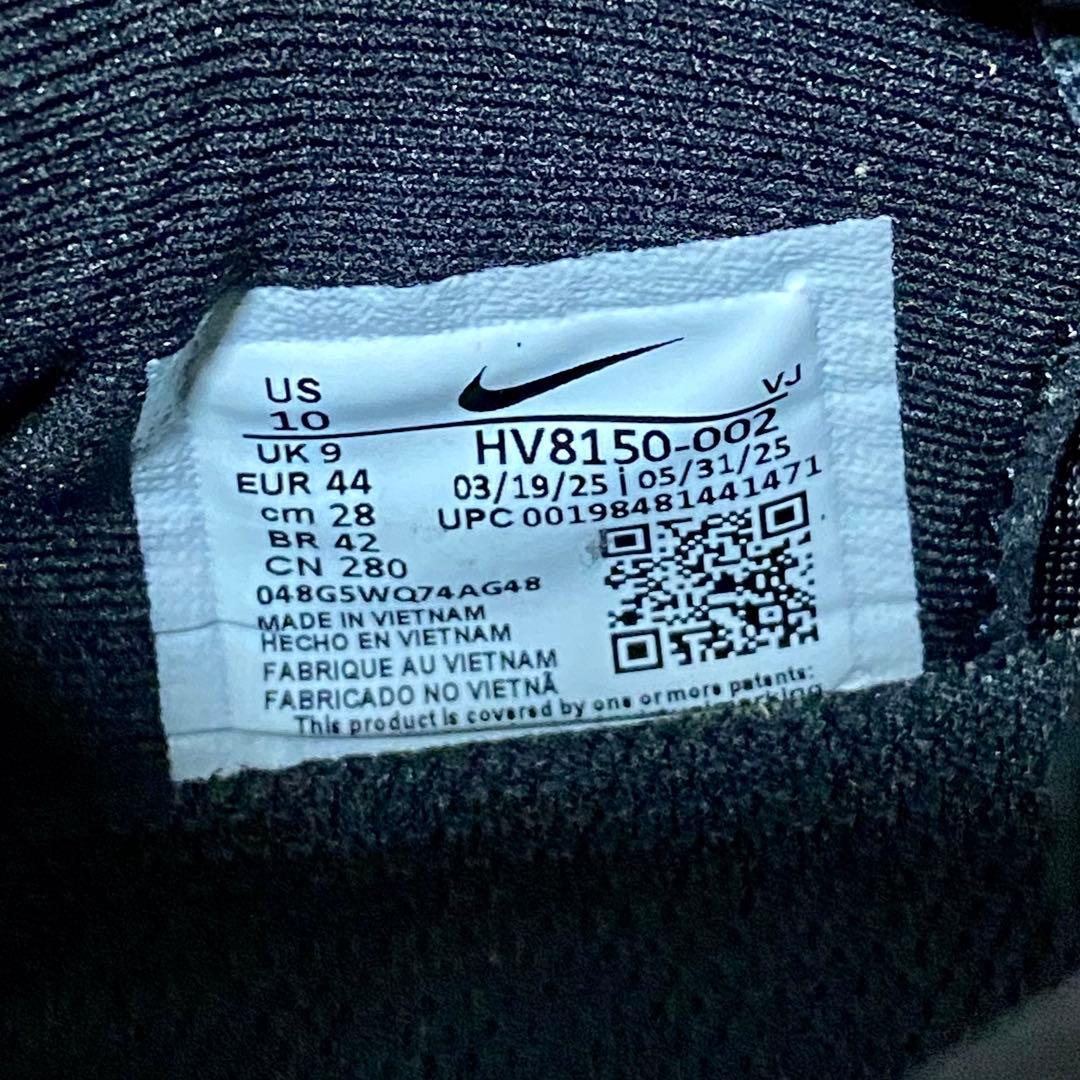 US
10
UK 9
EUR 44
cm 28
BR 42
CN 280
VJ
HV8150-002
03/19/25 | 05/31/25
UPC 00198481441471
048G5WQ74AG48
MADE IN VIETNAM
HECHO EN VIETNAM
FABRIQUE AU VIETNAM
FABRICADO NO VIETNÃ
This product is covered by one or more patents: